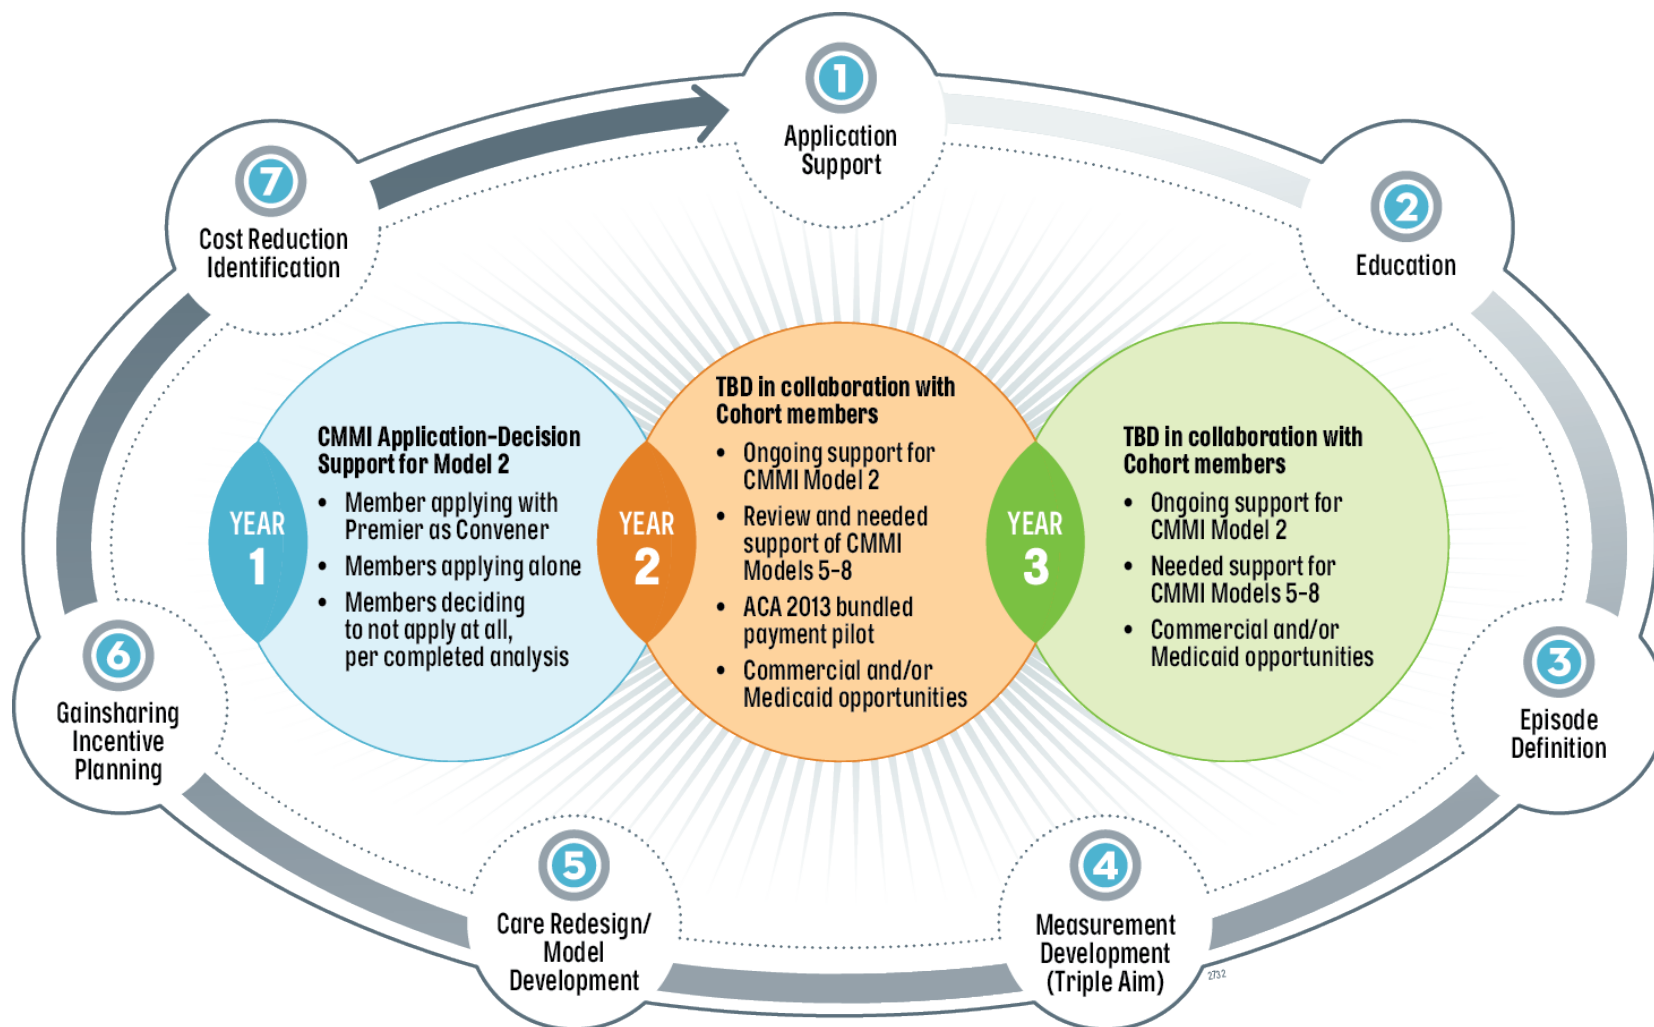 1
Application
Support
2
Education
3
Episode
Definition
4
Measurement
Development
(Triple Aim)
2732
5
Care Redesign/
Model
Development
6
Gainsharing
Incentive
Planning
7
Cost Reduction
Identification
YEAR
1
CMMI Application-Decision
Support for Model 2
• Member applying with
Premier as Convener
• Members applying alone
• Members deciding
to not apply at all,
per completed analysis
YEAR
2
TBD in collaboration with
Cohort members
• Ongoing support for
CMMI Model 2
• Review and needed
support of CMMI
Models 5-8
• ACA 2013 bundled
payment pilot
• Commercial and/or
Medicaid opportunities
YEAR
3
TBD in collaboration with
Cohort members
• Ongoing support for
CMMI Model 2
• Needed support for
CMMI Models 5-8
• Commercial and/or
Medicaid opportunities